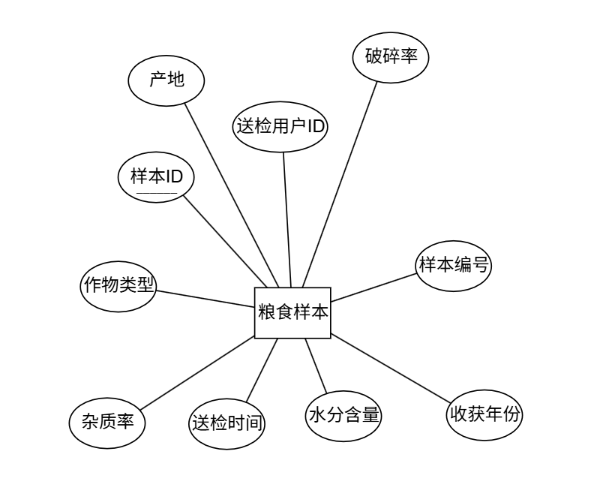 破碎率
产地
送检用户ID
样本ID
样本编号
作物类型
粮食样本
杂质率
送检时间
水分含量
收获年份